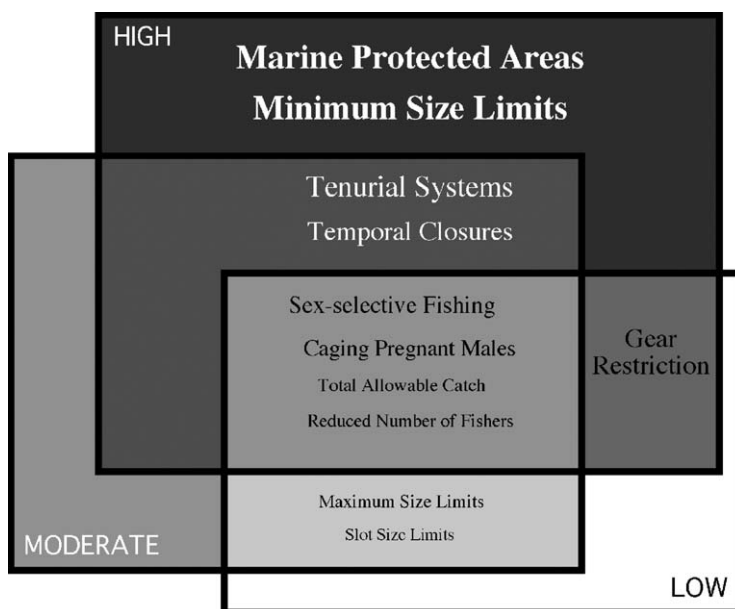 HIGH
Marine Protected Areas
Minimum Size Limits
Tenurial Systems
Temporal Closures
Sex-selective Fishing
Caging Pregnant Males
Total Allowable Catch
Reduced Number of Fishers
Gear
Restriction
Maximum Size Limits
Slot Size Limits
MODERATE
LOW